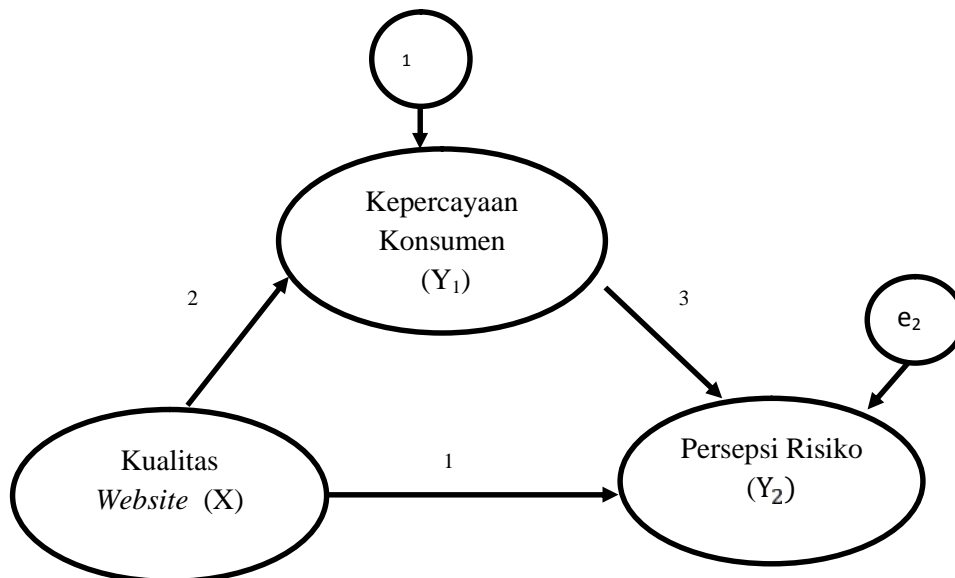 1
Kepercayaan
Konsumen
(Y₁)
2
3
e₂
Kualitas
Website (X)
1
Persepsi Risiko
(Y₂)